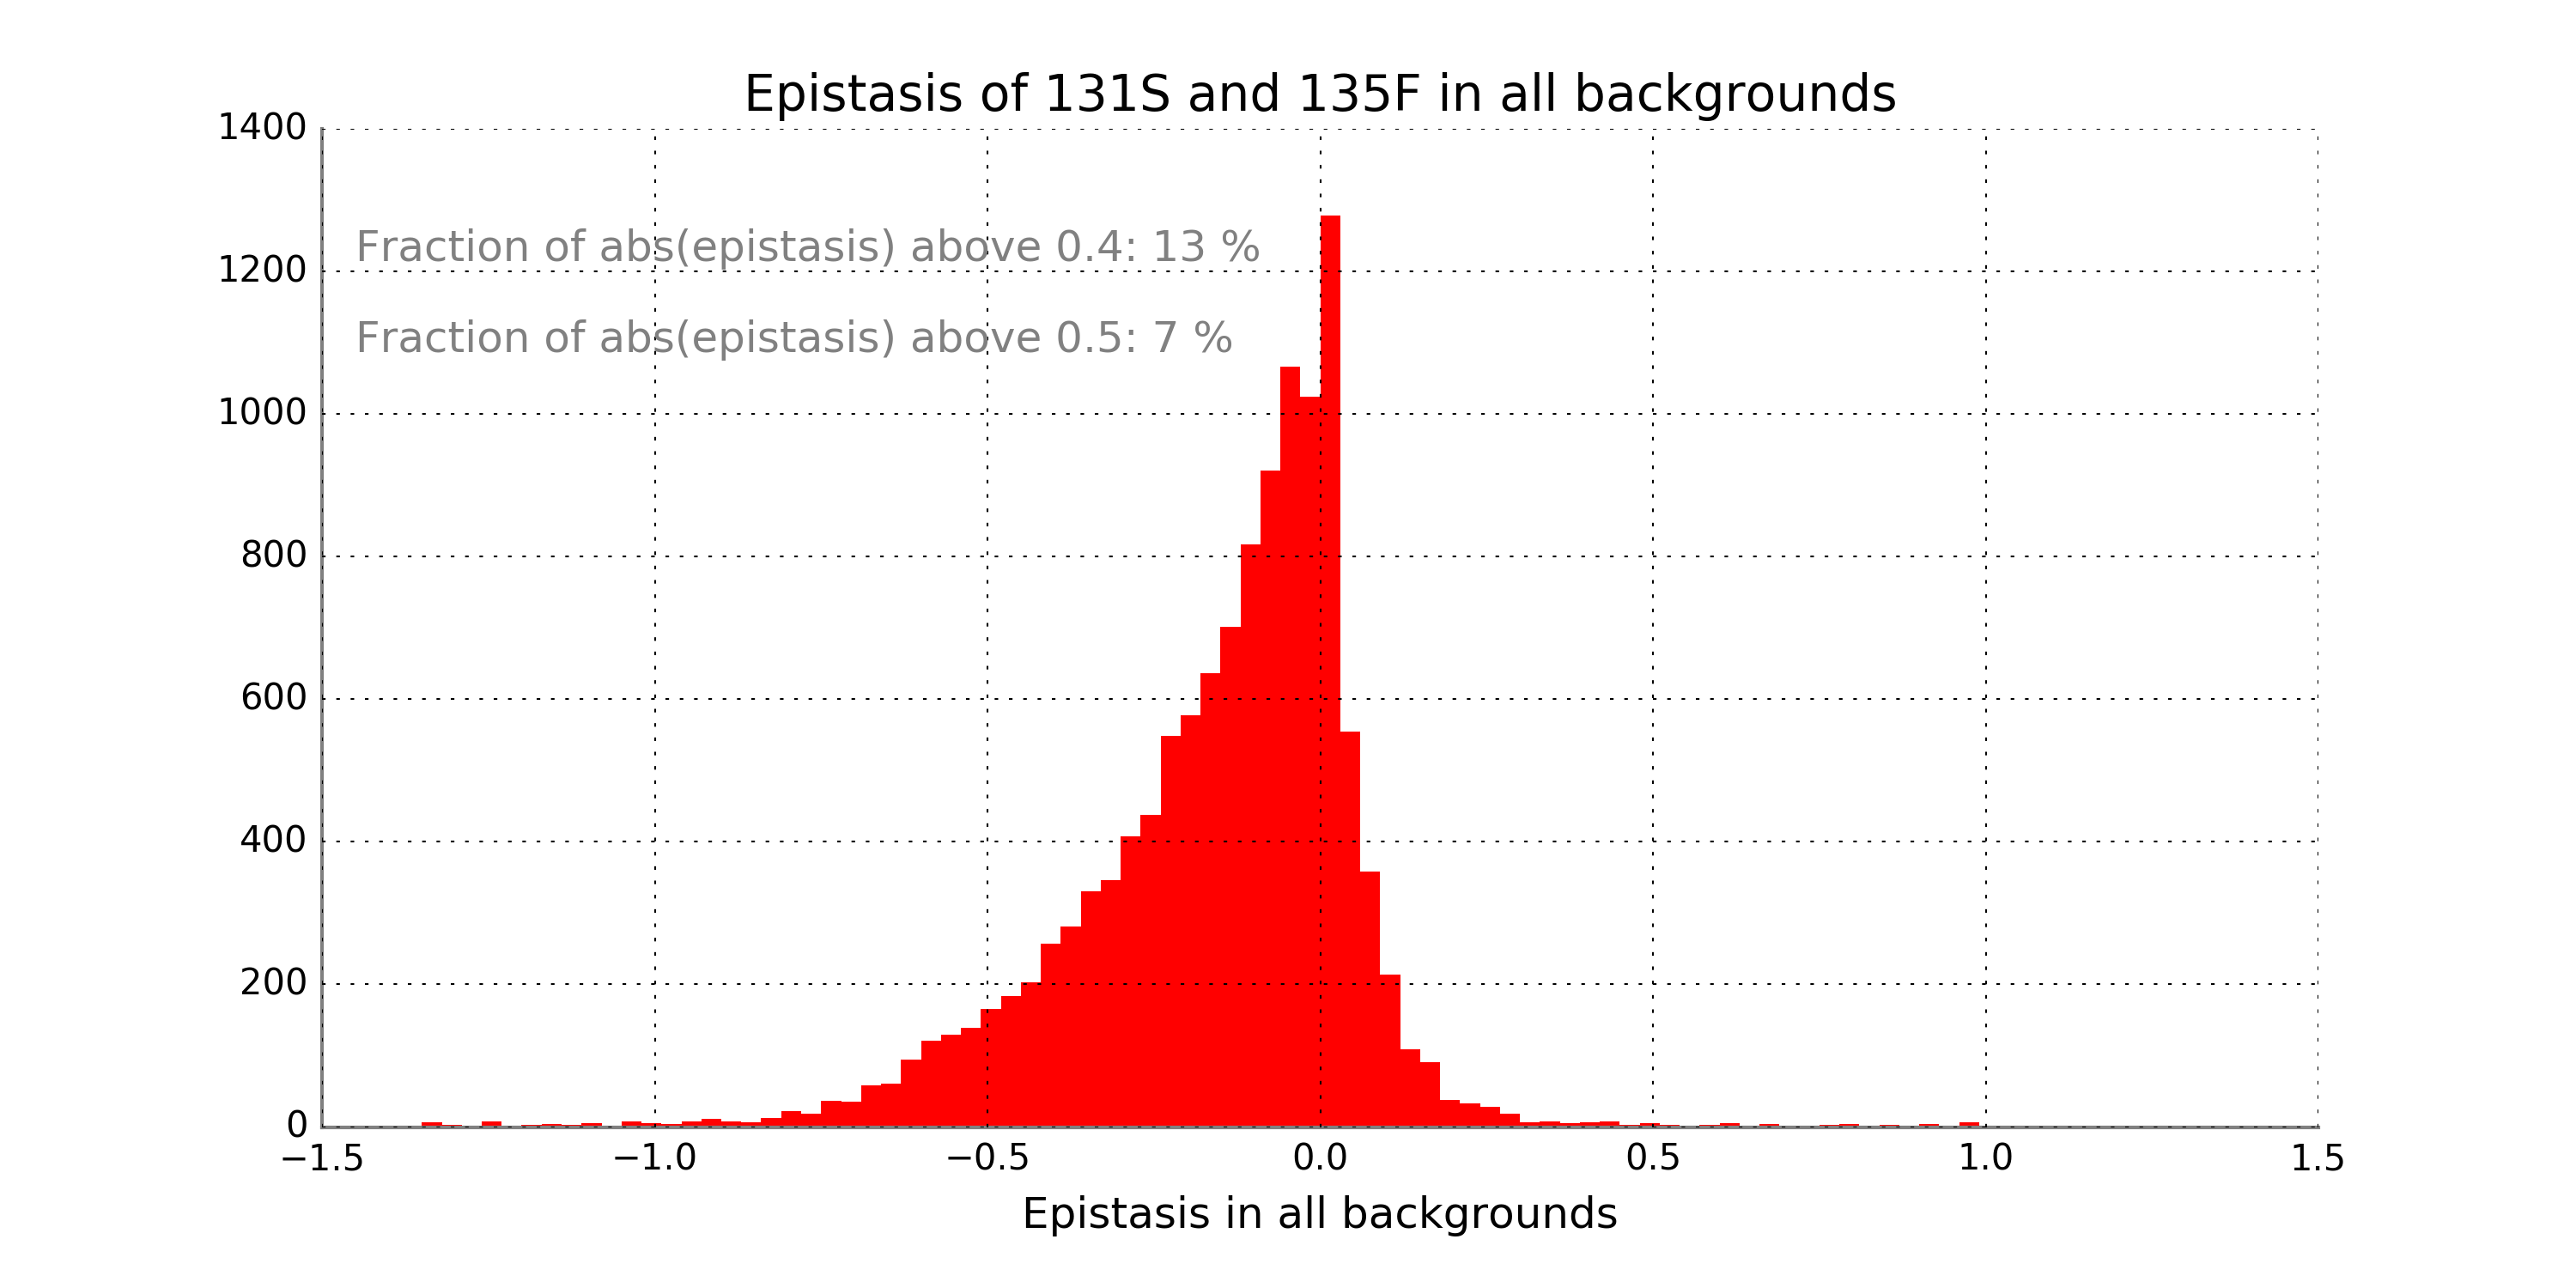 Epistasis of 131S and 135F in all backgrounds
1400
1200
1000
800
600
400
200
0
Fraction of abs(epistasis) above 0.4: 13 %
Fraction of abs(epistasis) above 0.5: 7 %
−1.5 −1.0 −0.5 0.0 0.5 1.0 1.5
Epistasis in all backgrounds